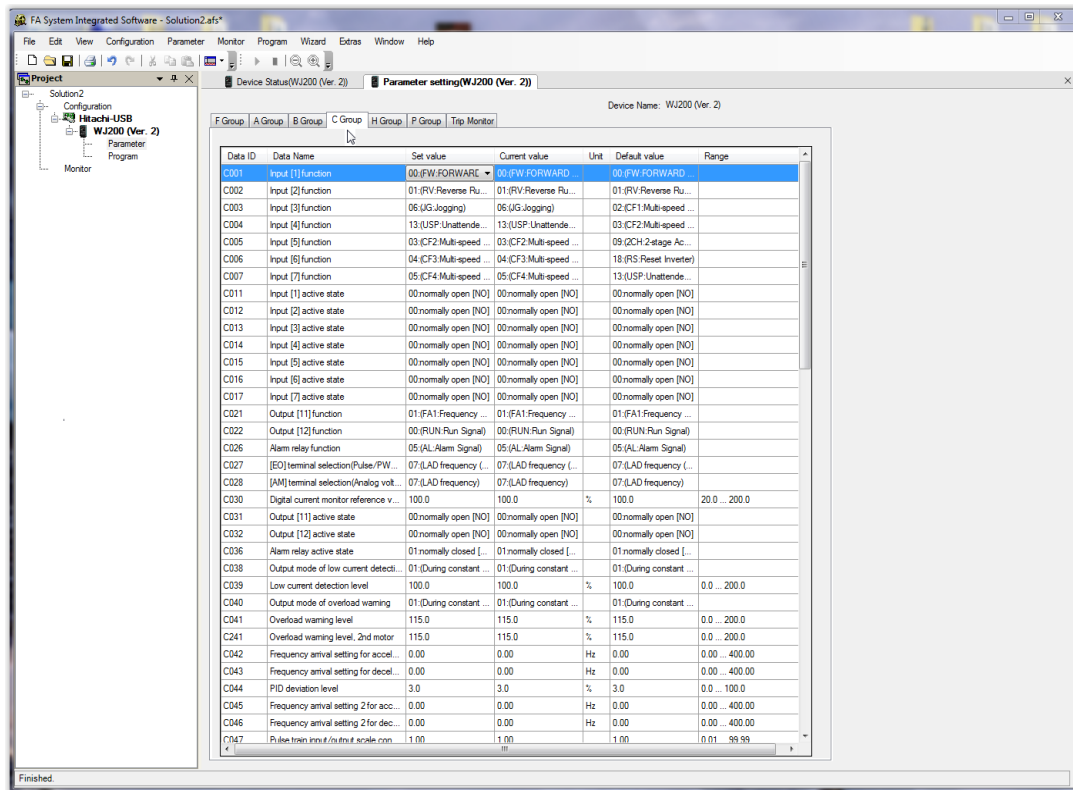 FA System Integrated Software - Solution2.afs*
File Edit View Configuration Parameter Monitor Program Wizard Extras Window Help
Project
Solution2
Configuration
Hitachi-USB
WJ200 (Ver. 2)
Parameter
Program
Monitor
Device Status(WJ200 (Ver. 2)) Parameter setting(WJ200 (Ver. 2))
Device Name: WJ200 (Ver. 2)
F Group A Group B Group C Group H Group P Group Trip Monitor
Data ID Data Name Set value Current value Unit Default value Range
C001 Input [1] function 00:(FW:FORWARD 00:(FW:FORWARD ... 00:(FW:FORWARD ...
C002 Input [2] function 01:(RV:Reverse Ru... 01:(RV:Reverse Ru... 01:(RV:Reverse Ru...
C003 Input [3] function 06:(JG:Jogging) 06:(JG:Jogging) 02:(CF1:Multi-speed ...
C004 Input [4] function 13:(USP:Unattende... 13:(USP:Unattende... 03:(CF2:Multi-speed ...
C005 Input [5] function 03:(CF2:Multi-speed ... 03:(CF2:Multi-speed ... 09:(2CH:2-stage Ac...
C006 Input [6] function 04:(CF3:Multi-speed ... 04:(CF3:Multi-speed ... 18:(RS:Reset Inverter)
C007 Input [7] function 05:(CF4:Multi-speed ... 05:(CF4:Multi-speed ... 13:(USP:Unattende...
C011 Input [1] active state 00:normally open [NO] 00:normally open [NO] 00:normally open [NO]
C012 Input [2] active state 00:normally open [NO] 00:normally open [NO] 00:normally open [NO]
C013 Input [3] active state 00:normally open [NO] 00:normally open [NO] 00:normally open [NO]
C014 Input [4] active state 00:normally open [NO] 00:normally open [NO] 00:normally open [NO]
C015 Input [5] active state 00:normally open [NO] 00:normally open [NO] 00:normally open [NO]
C016 Input [6] active state 00:normally open [NO] 00:normally open [NO] 00:normally open [NO]
C017 Input [7] active state 00:normally open [NO] 00:normally open [NO] 00:normally open [NO]
C021 Output [11] function 01:(FA1:Frequency ... 01:(FA1:Frequency ... 01:(FA1:Frequency ...
C022 Output [12] function 00:(RUN:Run Signal) 00:(RUN:Run Signal) 00:(RUN:Run Signal)
C026 Alarm relay function 05:(AL:Alarm Signal) 05:(AL:Alarm Signal) 05:(AL:Alarm Signal)
C027 [EO] terminal selection(Pulse/PW... 07:(LAD frequency (... 07:(LAD frequency (... 07:(LAD frequency (...
C028 [AM] terminal selection(Analog volt... 07:(LAD frequency) 07:(LAD frequency) 07:(LAD frequency)
C030 Digital current monitor reference v... 100.0 100.0 % 100.0 20.0 ... 200.0
C031 Output [11] active state 00:normally open [NO] 00:normally open [NO] 00:normally open [NO]
C032 Output [12] active state 00:normally open [NO] 00:normally open [NO] 00:normally open [NO]
C036 Alarm relay active state 01:normally closed [... 01:normally closed [... 01:normally closed [...
C038 Output mode of low current detecti... 01:(During constant ... 01:(During constant ... 01:(During constant ...
C039 Low current detection level 100.0 100.0 % 100.0 0.0 ... 200.0
C040 Output mode of overload warning 01:(During constant ... 01:(During constant ... 01:(During constant ...
C041 Overload warning level 115.0 115.0 % 115.0 0.0 ... 200.0
C241 Overload warning level, 2nd motor 115.0 115.0 % 115.0 0.0 ... 200.0
C042 Frequency arrival setting for accel... 0.00 0.00 Hz 0.00 0.00 ... 400.00
C043 Frequency arrival setting for decel... 0.00 0.00 Hz 0.00 0.00 ... 400.00
C044 PID deviation level 3.0 3.0 % 3.0 0.0 ... 100.0
C045 Frequency arrival setting 2 for acc... 0.00 0.00 Hz 0.00 0.00 ... 400.00
C046 Frequency arrival setting 2 for dec... 0.00 0.00 Hz 0.00 0.00 ... 400.00
C047 Pulse train input/output scale con... 1.00 1.00 1.00 0.01 ... 99.99
Finished.